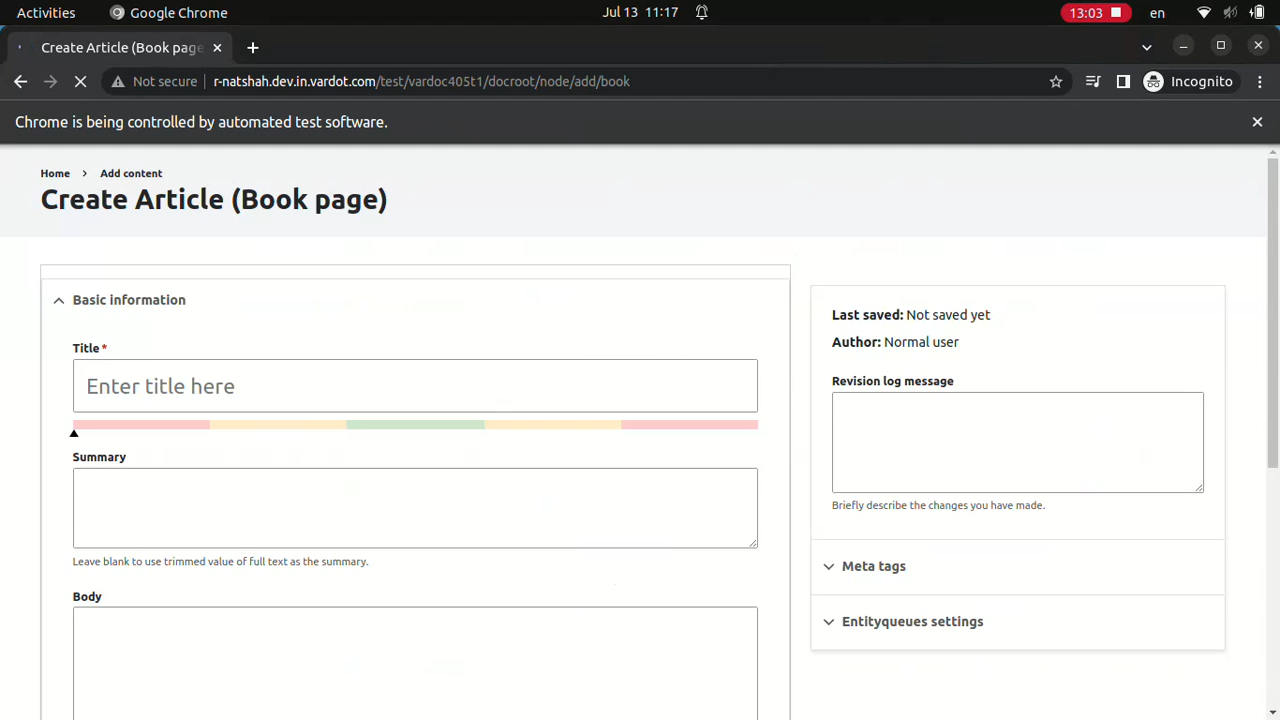 Activities
Google Chrome
Jul 13 11:17
13:03
en
Create Article (Book page
Not secure
r-natshah.dev.in.vardot.com/test/vardoc405t1/docroot/node/add/book
Incognito
Chrome is being controlled by automated test software.
Home
Add content
Create Article (Book page)
Basic information
Title*
Enter title here
Summary
Leave blank to use trimmed value of full text as the summary.
Body
Last saved: Not saved yet
Author: Normal user
Revision log message
Briefly describe the changes you have made.
Meta tags
Entityqueues settings